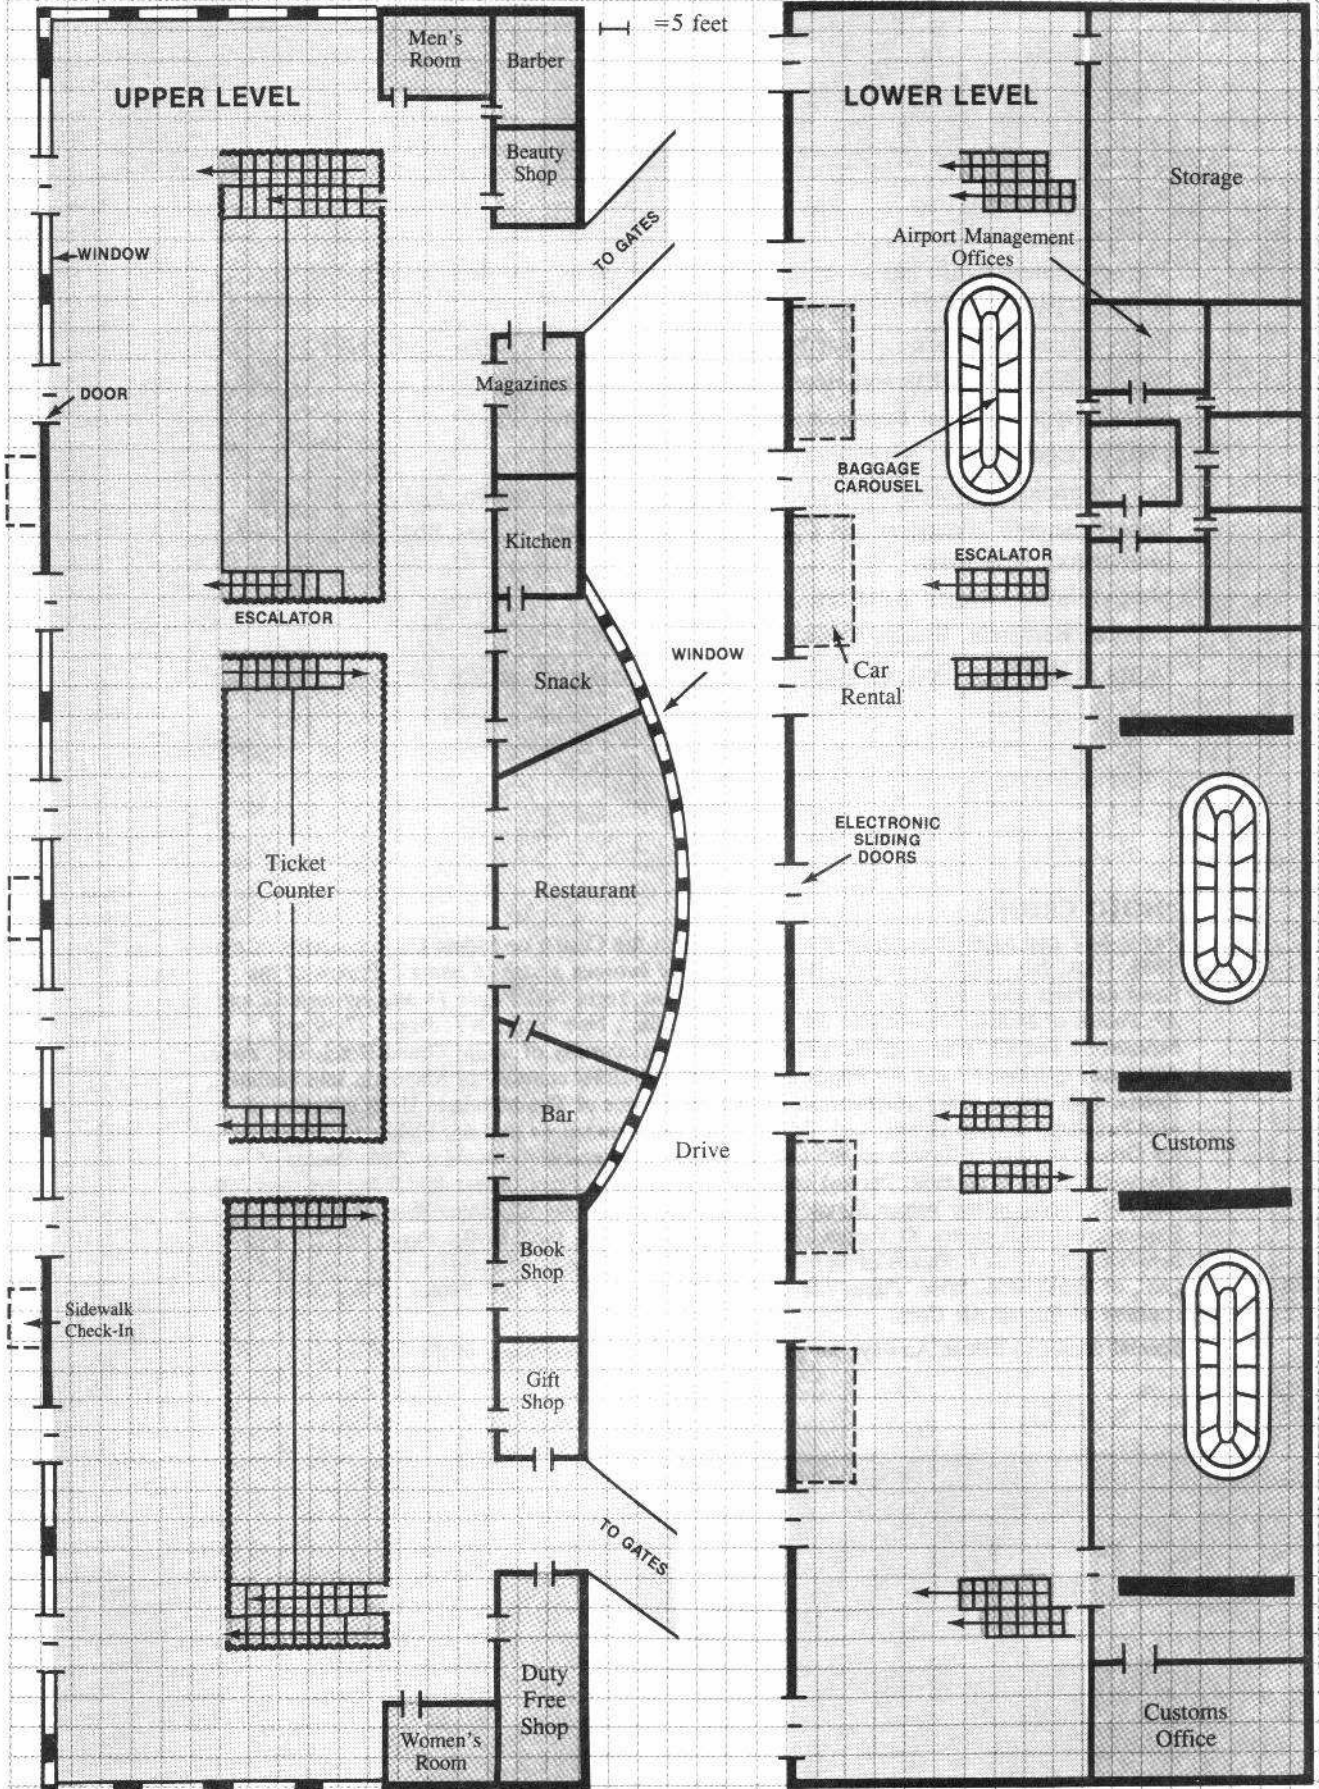 =5 feet
UPPER LEVEL
Men's
Room
Barber
Beauty
Shop
TO GATES
WINDOW
DOOR
Magazines
Kitchen
ESCALATOR
Snack
WINDOW
Ticket
Counter
Restaurant
Bar
Drive
Book
Shop
Sidewalk
Check-In
Gift
Shop
TO GATES
Duty
Free
Shop
Women's
Room
LOWER LEVEL
Storage
Airport Management
Offices
BAGGAGE
CAROUSEL
ESCALATOR
Car
Rental
ELECTRONIC
SLIDING
DOORS
Customs
Customs
Office